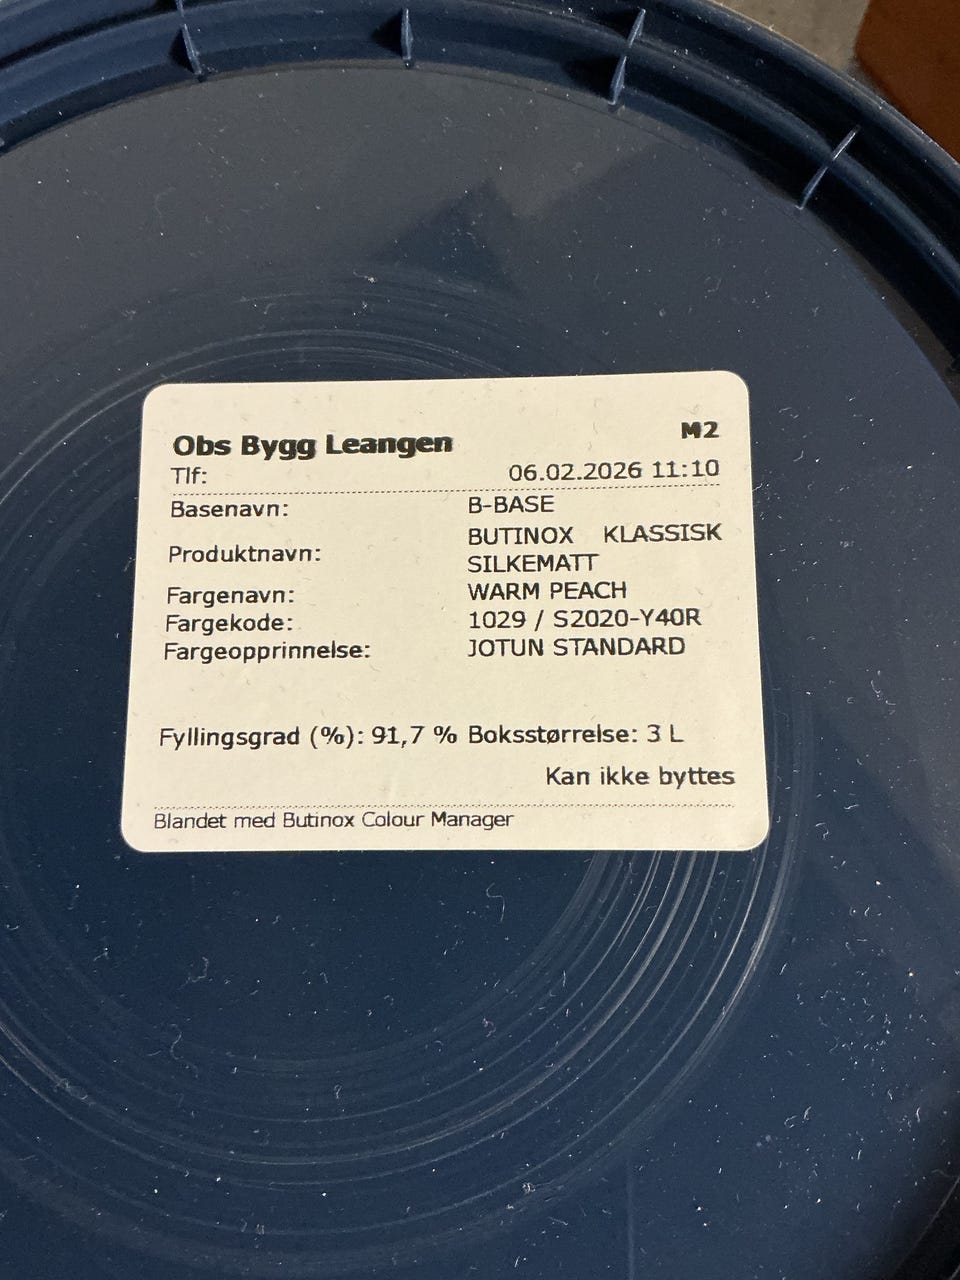 Obs Bygg Leangen M2
Tlf: 06.02.2026 11:10
Basenavn: B-BASE
Produktnavn: BUTINOX KLASSISK
SILKEMATT
Fargenavn: WARM PEACH
Fargekode: 1029 / S2020-Y40R
Fargeopprinnelse: JOTUN STANDARD
Fyllingsgrad (%): 91,7 % Boksstørrelse: 3 L
Kan ikke byttes
Blandet med Butinox Colour Manager